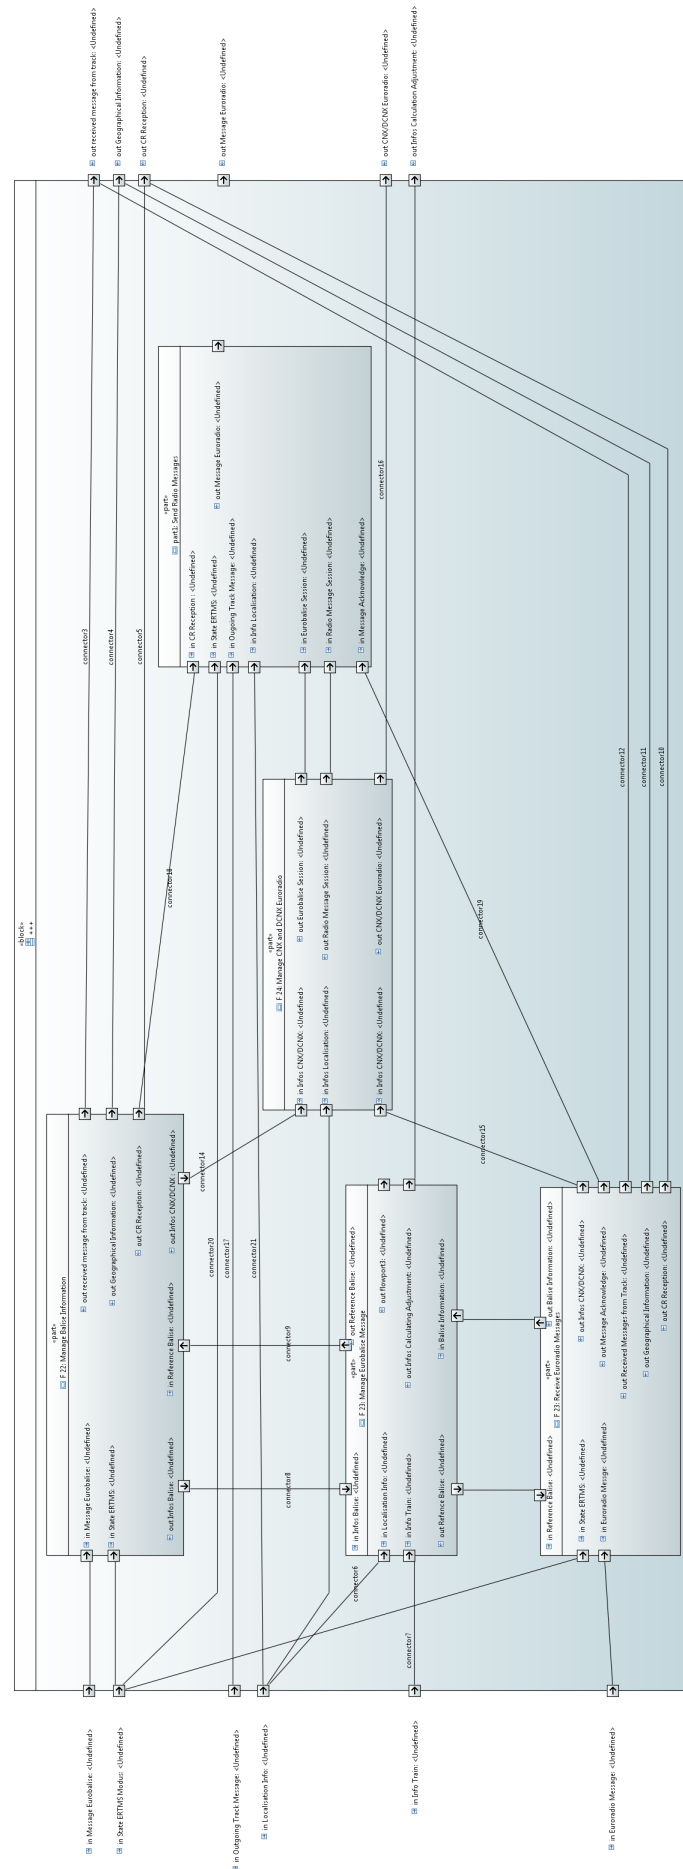 «block»
***
out received message from track: <Undefined>
out Geographical Information: <Undefined>
out CR Reception: <Undefined>
out Message Euroradio: <Undefined>
out CNX/DCNX Euroradio: <Undefined>
out Infos Calculation Adjustment: <Undefined>
in Message Eurobalise: <Undefined>
in State ERTMS Modus: <Undefined>
in Outgoing Track Message: <Undefined>
in Localisation Info: <Undefined>
in Info Train: <Undefined>
in Euroradio Message: <Undefined>
«part»
F 22: Manage Balise Information
in Message Eurobalise: <Undefined>
in State ERTMS: <Undefined>
out received message from track: <Undefined>
out Geographical Information: <Undefined>
out CR Reception: <Undefined>
out Infos Balise: <Undefined>
in Reference Balise: <Undefined>
out Infos CNX/DCNX : <Undefined>
«part»
part1: Send Radio Messages
in CR Reception : <Undefined>
in State ERTMS: <Undefined>
in Ougoing Track Message: <Undefined>
in Info Localisation: <Undefined>
in Eurobalise Session: <Undefined>
in Radio Message Session: <Undefined>
in Message Acknowledge: <Undefined>
out Message Euroradio: <Undefined>
«part»
F 24: Manage CNX and DCNX Euroradio
in Infos CNX/DCNX: <Undefined>
in Infos Localisation: <Undefined>
in Infos CNX/DCNX: <Undefined>
out Eurobalise Session: <Undefined>
out Radio Message Session: <Undefined>
out CNX/DCNX Euroradio: <Undefined>
«part»
F 23: Manage Eurobalise Message
in Infos Balise: <Undefined>
out Reference Balise: <Undefined>
in Localisation Info: <Undefined>
in Info Train: <Undefined>
out flowport3: <Undefined>
out Infos Calculating Adjustment: <Undefined>
out Refence Balise: <Undefined>
in Balise Information: <Undefined>
«part»
F 23: Receive Euroradio Messages
in Reference Balise: <Undefined>
out Balise Information: <Undefined>
in State ERTMS: <Undefined>
in Euroradio Messge: <Undefined>
out Infos CNX/DCNX: <Undefined>
out Message Acknowledge: <Undefined>
out Received Messages from Track: <Undefined>
out Geographical Information: <Undefined>
out CR Reception: <Undefined>
connector3
connector4
connector5
connector18
connector14
connector20
connector17
connector21
connector9
connector8
connector6
connector7
connector16
connector19
connector15
connector12
connector11
connector10